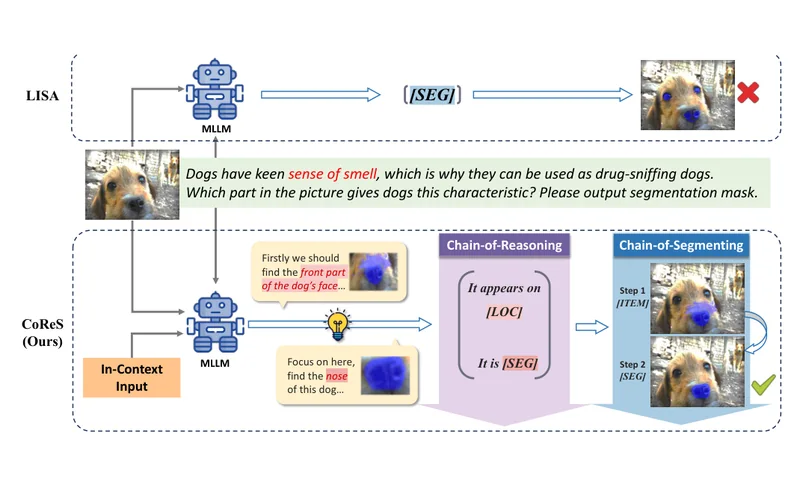 LISA
MLLM
[SEG]
Dogs have keen sense of smell, which is why they can be used as drug-sniffing dogs.
Which part in the picture gives dogs this characteristic? Please output segmentation mask.
CoReS
(Ours)
In-Context
Input
MLLM
Firstly we should
find the front part
of the dog's face...
Focus on here,
find the nose
of this dog...
Chain-of-Reasoning
It appears on
[LOC]
It is [SEG]
Chain-of-Segmenting
Step 1
[ITEM]
Step 2
[SEG]